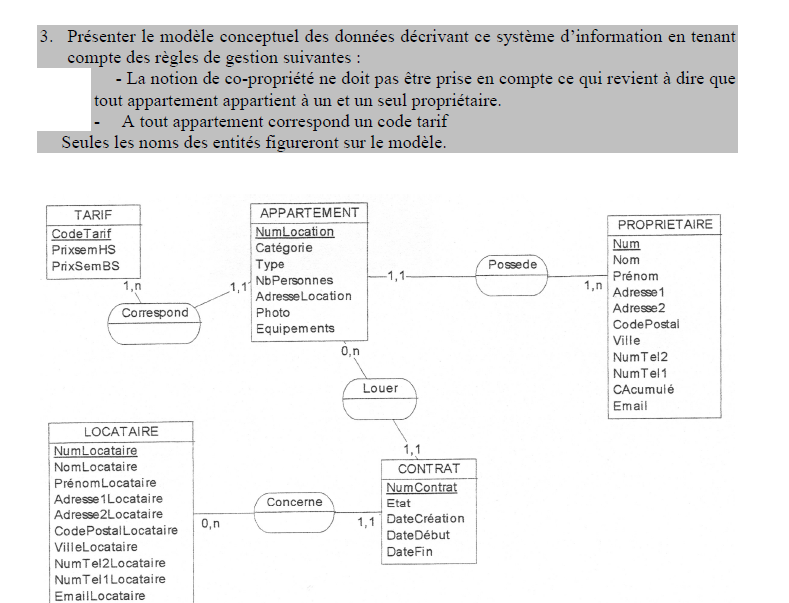 3. Présenter le modèle conceptuel des données décrivant ce système d'information en tenant
compte des règles de gestion suivantes :
- La notion de co-propriété ne doit pas être prise en compte ce qui revient à dire que
tout appartement appartient à un et un seul propriétaire.
- A tout appartement correspond un code tarif
Seules les noms des entités figureront sur le modèle.
TARIF
CodeTarif
PrixsemHS
PrixSemBS
1,n
Correspond
1,1
APPARTEMENT
NumLocation
Catégorie
Type
NbPersonnes
AdresseLocation
Photo
Equipements
1,1
Possede
1,n
PROPRIETAIRE
Num
Nom
Prénom
Adresse1
Adresse2
CodePostal
Ville
NumTel2
NumTel1
CAcumulé
Email
0,n
Louer
1,1
LOCATAIRE
NumLocataire
NomLocataire
PrénomLocataire
Adresse1Locataire
Adresse2Locataire
CodePostalLocataire
VilleLocataire
NumTel2Locataire
NumTel1Locataire
EmailLocataire
0,n
Concerne
1,1
CONTRAT
NumContrat
Etat
DateCréation
DateDébut
DateFin